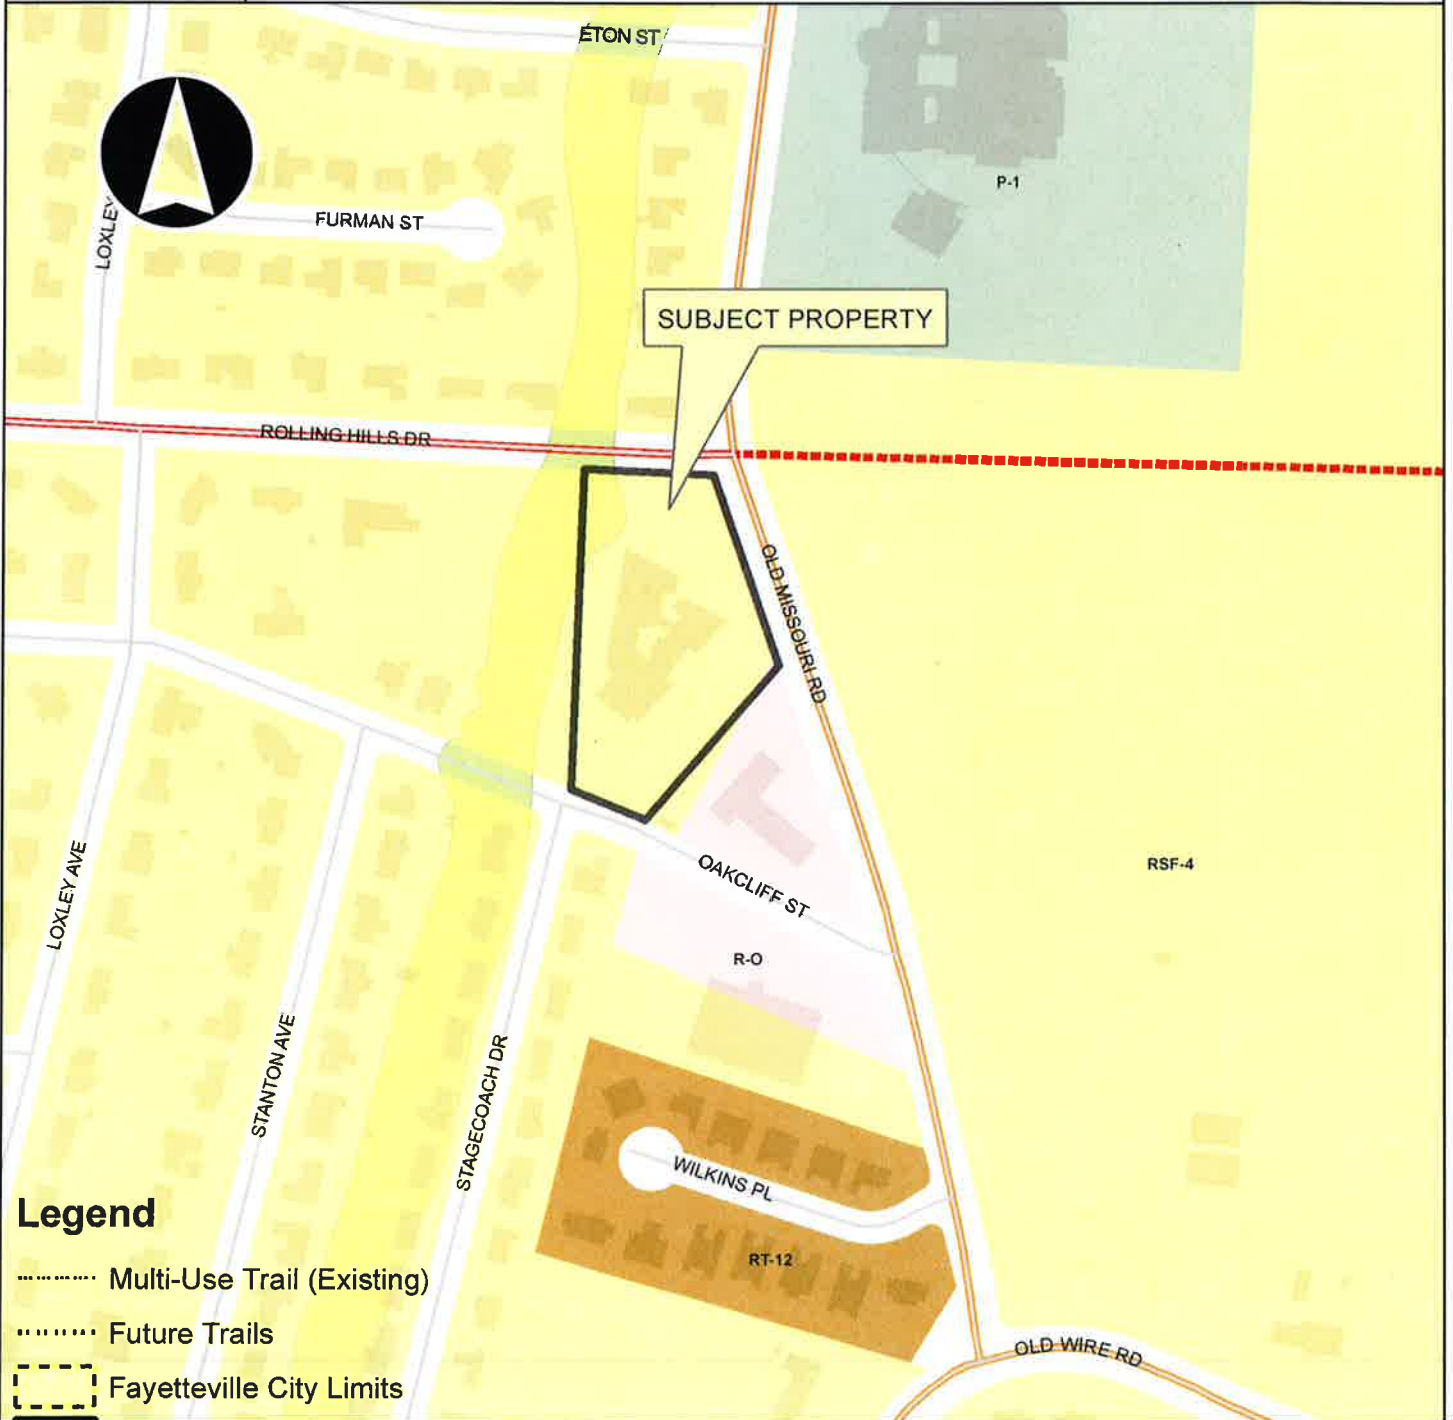 ETON ST
P-1
FURMAN ST
LOXLEY
SUBJECT PROPERTY
ROLLING HILLS DR
OLD MISSOURI RD
LOXLEY AVE
OAKCLIFF ST
RSF-4
R-O
STANTON AVE
STAGECOACH DR
WILKINS PL
RT-12
OLD WIRE RD
Legend
Multi-Use Trail (Existing)
Future Trails
Fayetteville City Limits